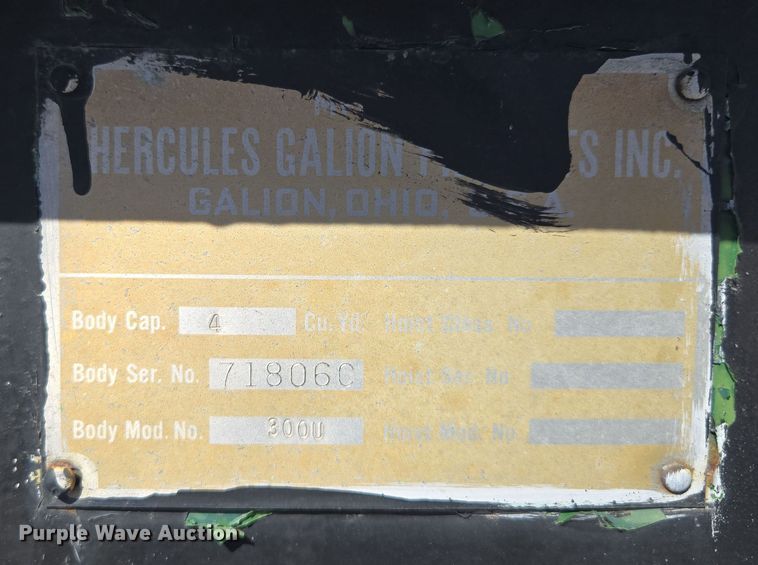 HERCULES GALION INC.
GALION, OHIO,
Body Cap. 4 Cu. Yd. Hoist Class. No.
Body Ser. No. 71806C Hoist Ser. No.
Body Mod. No. 300U Hoist Mod. No.
Purple Wave Auction